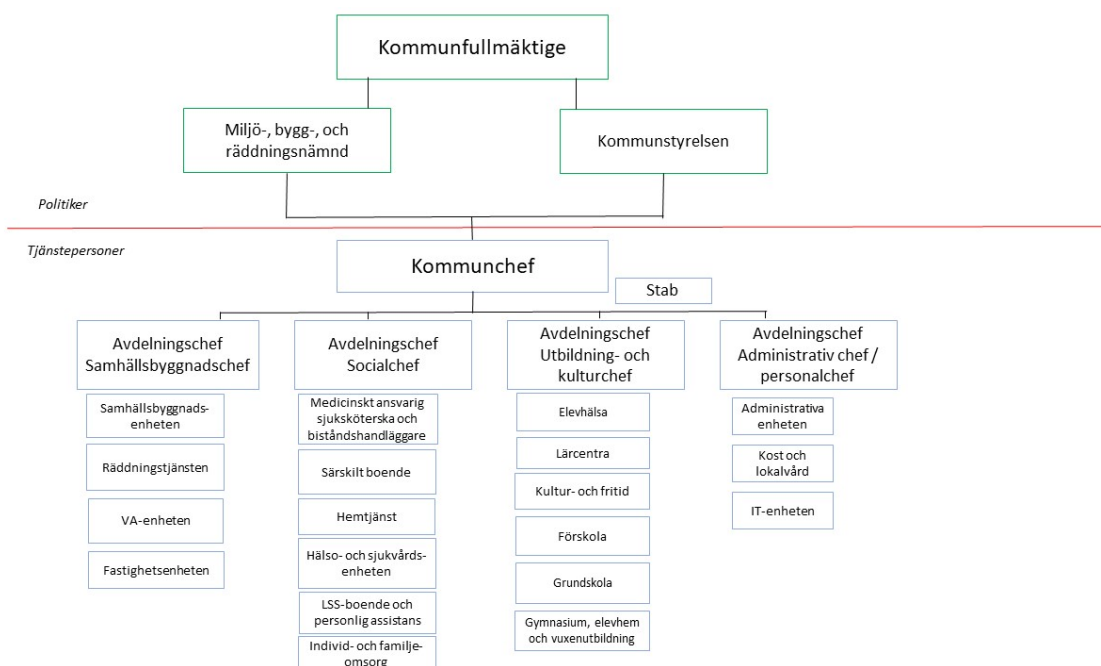 Kommunfullmäktige
Miljö-, bygg-, och
räddningsnämnd
Kommunstyrelsen
Politiker
Tjänstepersoner
Kommunchef
Stab
Avdelningschef
Samhällsbyggnadschef
Avdelningschef
Socialchef
Avdelningschef
Utbildning- och
kulturchef
Avdelningschef
Administrativ chef /
personalchef
Samhällsbyggnads-
enheten
Räddningstjänsten
VA-enheten
Fastighetsenheten
Medicinskt ansvarig
sjuksköterska och
biståndshandläggare
Särskilt boende
Hemtjänst
Hälso- och sjukvårds-
enheten
LSS-boende och
personlig assistans
Individ- och familje-
omsorg
Elevhälsa
Lärcentra
Kultur- och fritid
Förskola
Grundskola
Gymnasium, elevhem
och vuxenutbildning
Administrativa
enheten
Kost och
lokalvård
IT-enheten